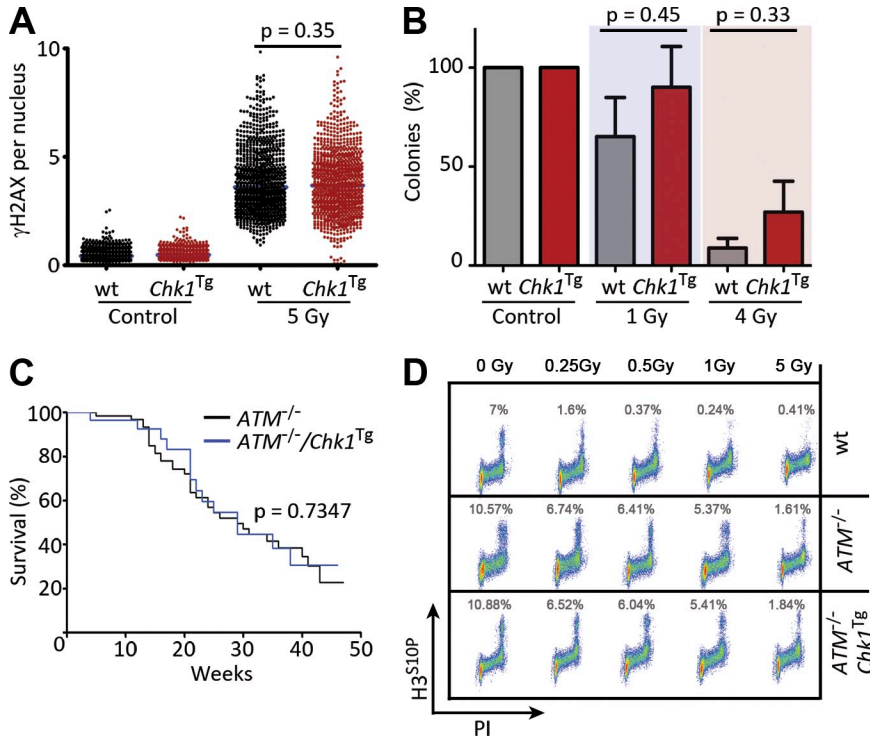 A
p = 0.35
10
5
0
γH2AX per nucleus
wt Chk1Tg wt Chk1Tg
Control 5 Gy
B
p = 0.45 p = 0.33
100
50
0
Colonies (%)
wt Chk1Tg wt Chk1Tg wt Chk1Tg
Control 1 Gy 4 Gy
C
100
80
60
40
20
Survival (%)
ATM-/-
ATM-/-/Chk1Tg
p = 0.7347
0 10 20 30 40 50
Weeks
D
0 Gy 0.25Gy 0.5Gy 1Gy 5 Gy
7% 1.6% 0.37% 0.24% 0.41%
wt
10.57% 6.74% 6.41% 5.37% 1.61%
ATM-/-
10.88% 6.52% 6.04% 5.41% 1.84%
ATM-/-
Chk1Tg
H3S10P
PI